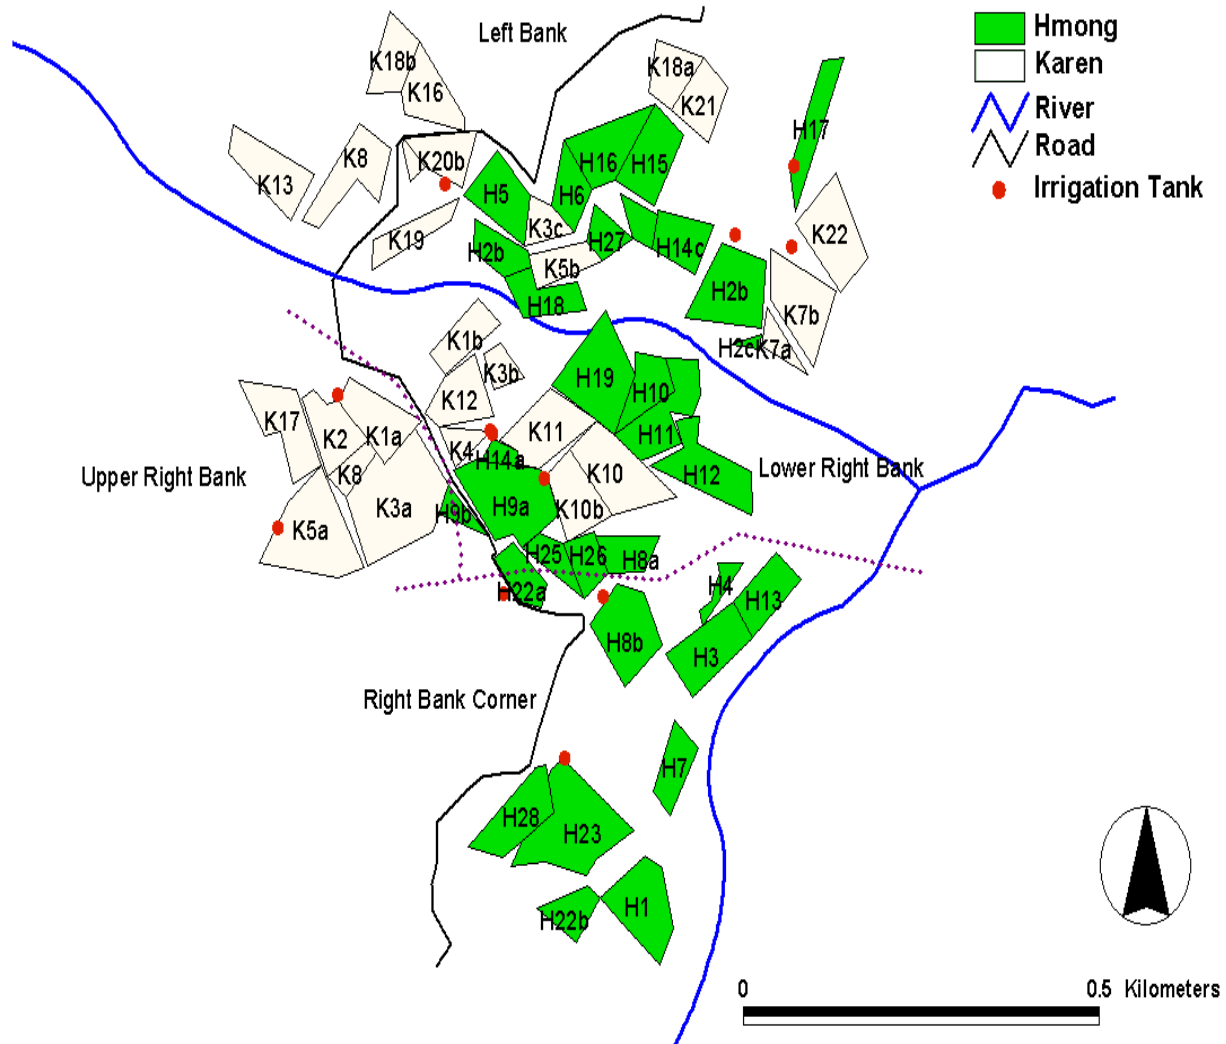 Left Bank
Hmong
Karen
River
Road
Irrigation Tank
K18b
K16
K18a
K21
H17
K13
K8
K20b
H5
H16
H15
H6
K3c
K19
H2b
H27
K5b
H18
H14c
K22
H2b
K7b
H2c
K7a
K1b
K3b
K12
H19
H10
K17
K2
K1a
K4
K11
H11
H14a
Upper Right Bank
Lower Right Bank
K8
K3a
K10
H12
K5a
H9b
H9a
K10b
H25
H26
H8a
H22a
H4
H13
H8b
H3
Right Bank Corner
H7
H28
H23
H22b
H1
0
0.5 Kilometers